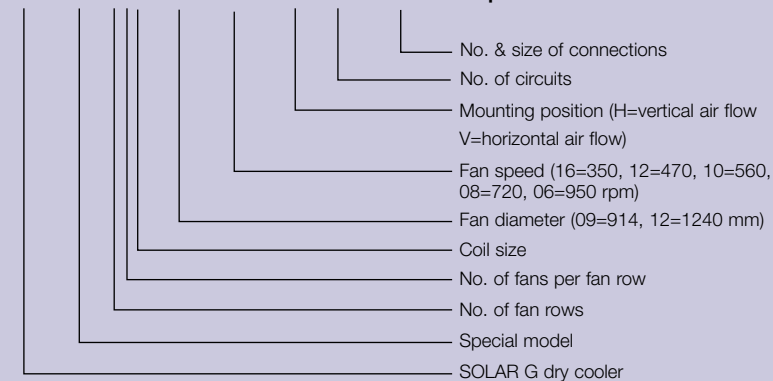 No. & size of connections
No. of circuits
Mounting position (H=vertical air flow
V=horizontal air flow)
Fan speed (16=350, 12=470, 10=560,
08=720, 06=950 rpm)
Fan diameter (09=914, 12=1240 mm)
Coil size
No. of fans per fan row
No. of fan rows
Special model
SOLAR G dry cooler